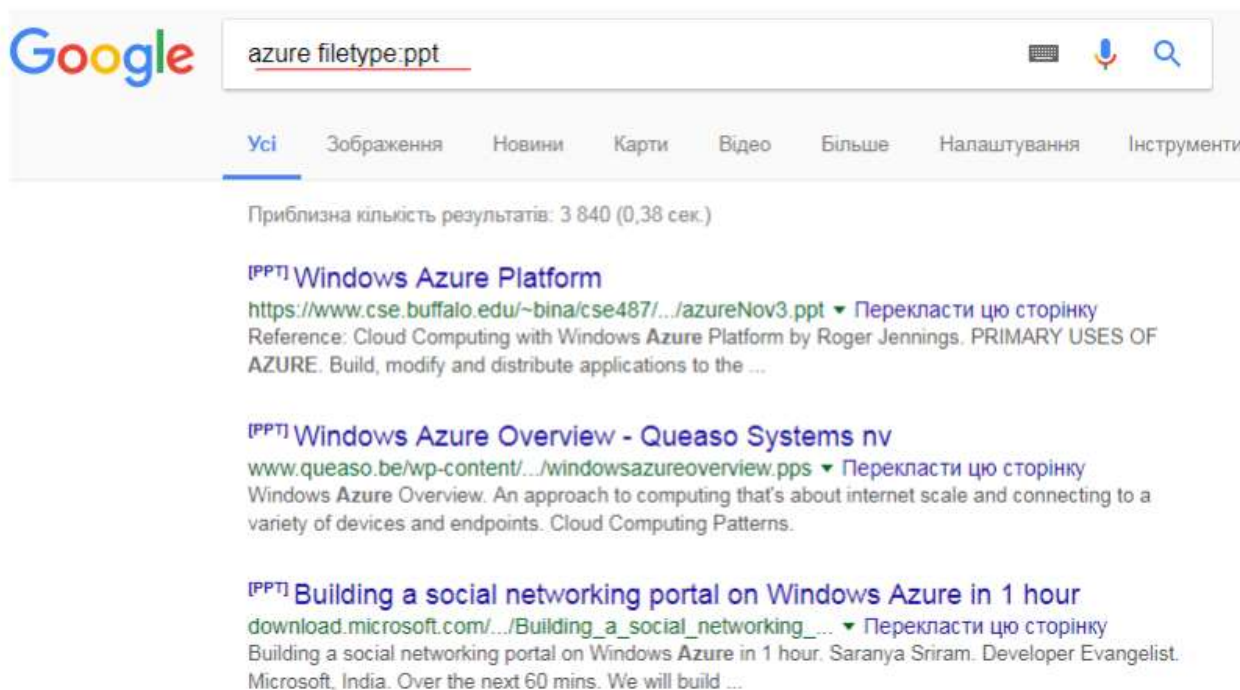 Google
azure filetype:ppt
Усі Зображення Новини Карти Відео Більше Налаштування Інструменти
Приблизна кількість результатів: 3 840 (0,38 сек.)
[PPT] Windows Azure Platform
https://www.cse.buffalo.edu/~bina/cse487/.../azureNov3.ppt ▼ Перекласти цю сторінку
Reference: Cloud Computing with Windows Azure Platform by Roger Jennings. PRIMARY USES OF
AZURE. Build, modify and distribute applications to the ...
[PPT] Windows Azure Overview - Queaso Systems nv
www.queaso.be/wp-content/.../windowsazureoverview.pps ▼ Перекласти цю сторінку
Windows Azure Overview. An approach to computing that's about internet scale and connecting to a
variety of devices and endpoints. Cloud Computing Patterns.
[PPT] Building a social networking portal on Windows Azure in 1 hour
download.microsoft.com/.../Building_a_social_networking_... ▼ Перекласти цю сторінку
Building a social networking portal on Windows Azure in 1 hour. Saranya Sriram. Developer Evangelist.
Microsoft, India. Over the next 60 mins. We will build ...